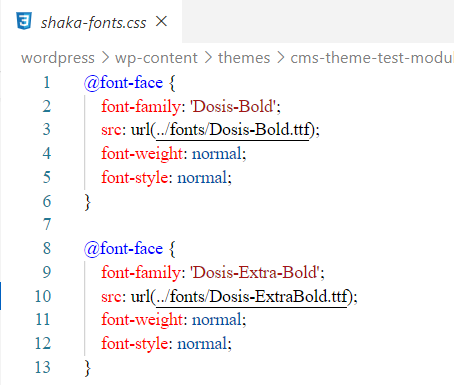 shaka-fonts.css ×
wordpress > wp-content > themes > cms-theme-test-modul
1 @font-face {
2 font-family: 'Dosis-Bold';
3 src: url(../fonts/Dosis-Bold.ttf);
4 font-weight: normal;
5 font-style: normal;
6 }
7
8 @font-face {
9 font-family: 'Dosis-Extra-Bold';
10 src: url(../fonts/Dosis-ExtraBold.ttf);
11 font-weight: normal;
12 font-style: normal;
13 }